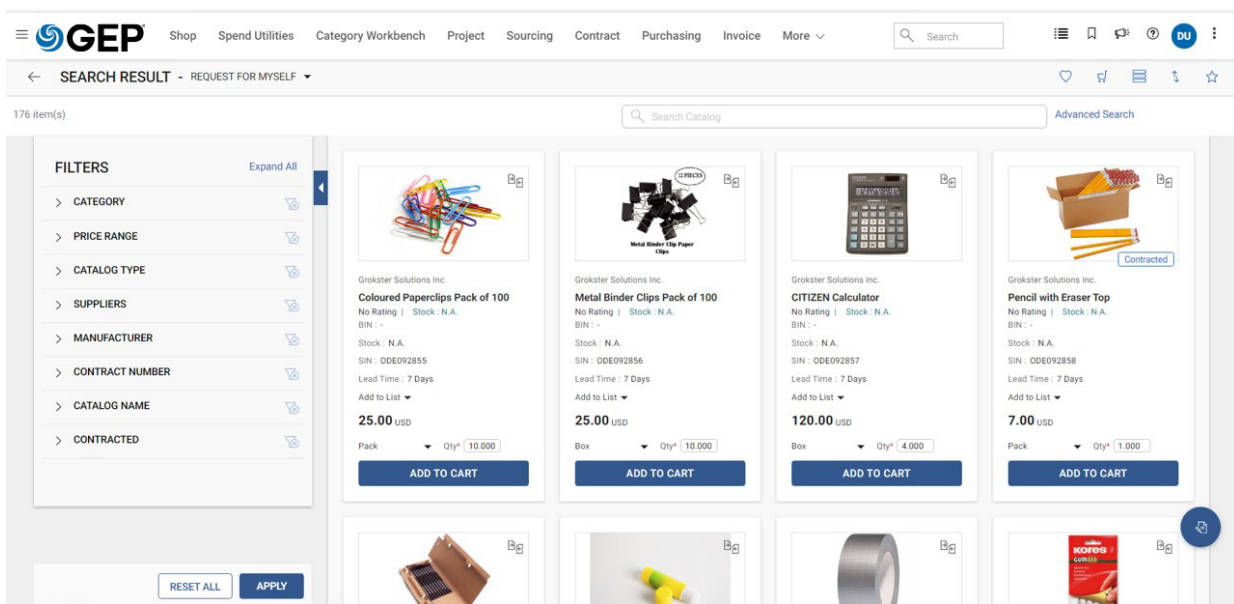 GEP
Shop Spend Utilities Category Workbench Project Sourcing Contract Purchasing Invoice More
Search
DU
SEARCH RESULT - REQUEST FOR MYSELF
176 item(s)
Search Catalog
Advanced Search
FILTERS
Expand All
CATEGORY
PRICE RANGE
CATALOG TYPE
SUPPLIERS
MANUFACTURER
CONTRACT NUMBER
CATALOG NAME
CONTRACTED
RESET ALL
APPLY
Grokster Solutions Inc.
Coloured Paperclips Pack of 100
No Rating | Stock : N.A.
BIN : -
Stock : N.A.
SIN : ODE092855
Lead Time : 7 Days
Add to List
25.00 USD
Pack Qty* 10.000
ADD TO CART
12 PIECES
Metal Binder Clip Paper
Clips
Grokster Solutions Inc.
Metal Binder Clips Pack of 100
No Rating | Stock : N.A.
BIN : -
Stock : N.A.
SIN : ODE092856
Lead Time : 7 Days
Add to List
25.00 USD
Box Qty* 10.000
ADD TO CART
Grokster Solutions Inc.
CITIZEN Calculator
No Rating | Stock : N.A.
BIN : -
Stock : N.A.
SIN : ODE092857
Lead Time : 7 Days
Add to List
120.00 USD
Box Qty* 4.000
ADD TO CART
Contracted
Grokster Solutions Inc.
Pencil with Eraser Top
No Rating | Stock : N.A.
BIN : -
Stock : N.A.
SIN : ODE092858
Lead Time : 7 Days
Add to List
7.00 USD
Pack Qty* 1.000
ADD TO CART
KORES